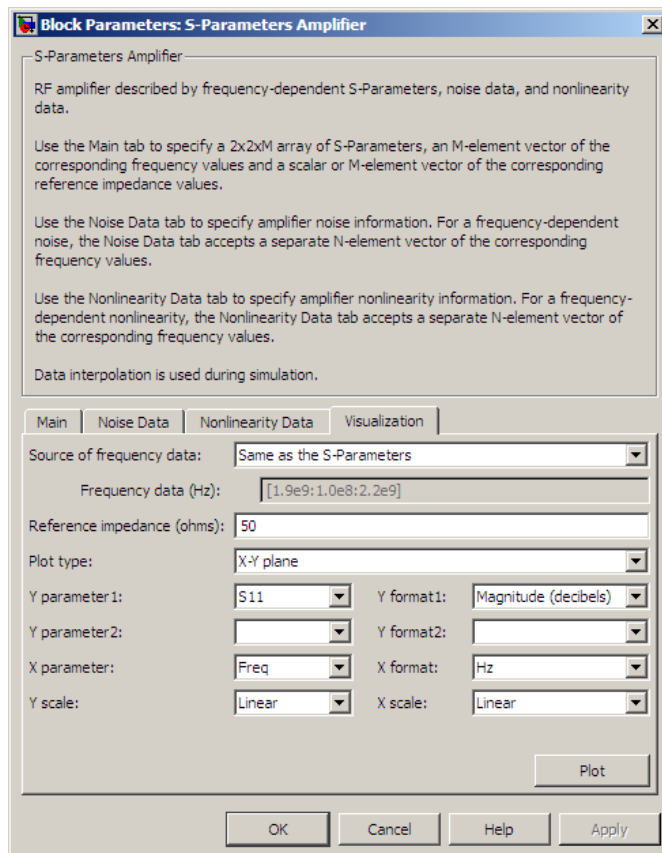 Block Parameters: S-Parameters Amplifier
S-Parameters Amplifier
RF amplifier described by frequency-dependent S-Parameters, noise data, and nonlinearity
data.
Use the Main tab to specify a 2x2xM array of S-Parameters, an M-element vector of the
corresponding frequency values and a scalar or M-element vector of the corresponding
reference impedance values.
Use the Noise Data tab to specify amplifier noise information. For a frequency-dependent
noise, the Noise Data tab accepts a separate N-element vector of the corresponding
frequency values.
Use the Nonlinearity Data tab to specify amplifier nonlinearity information. For a frequency-
dependent nonlinearity, the Nonlinearity Data tab accepts a separate N-element vector of
the corresponding frequency values.
Data interpolation is used during simulation.
Main Noise Data Nonlinearity Data Visualization
Source of frequency data: Same as the S-Parameters
Frequency data (Hz): [1.9e9:1.0e8:2.2e9]
Reference impedance (ohms): 50
Plot type: X-Y plane
Y parameter1: S11 Y format1: Magnitude (decibels)
Y parameter2: Y format2:
X parameter: Freq X format: Hz
Y scale: Linear X scale: Linear
Plot
OK Cancel Help Apply